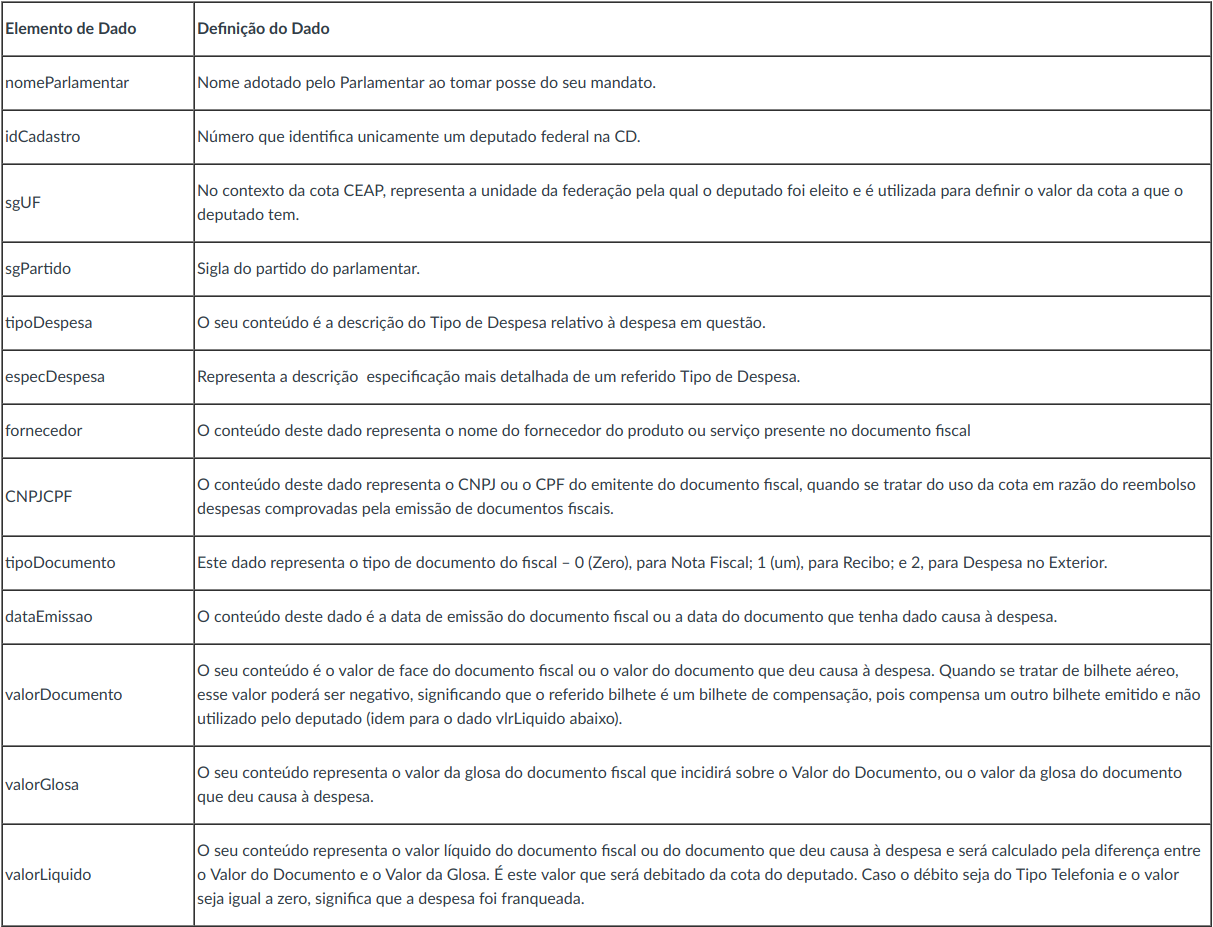 Elemento de Dado
Definição do Dado
nomeParlamentar
Nome adotado pelo Parlamentar ao tomar posse do seu mandato.
idCadastro
Número que identifica unicamente um deputado federal na CD.
sgUF
No contexto da cota CEAP, representa a unidade da federação pela qual o deputado foi eleito e é utilizada para definir o valor da cota a que o
deputado tem.
sgPartido
Sigla do partido do parlamentar.
tipoDespesa
O seu conteúdo é a descrição do Tipo de Despesa relativo à despesa em questão.
especDespesa
Representa a descrição  especificação mais detalhada de um referido Tipo de Despesa.
fornecedor
O conteúdo deste dado representa o nome do fornecedor do produto ou serviço presente no documento fiscal
CNPJCPF
O conteúdo deste dado representa o CNPJ ou o CPF do emitente do documento fiscal, quando se tratar do uso da cota em razão do reembolso
despesas comprovadas pela emissão de documentos fiscais.
tipoDocumento
Este dado representa o tipo de documento do fiscal – 0 (Zero), para Nota Fiscal; 1 (um), para Recibo; e 2, para Despesa no Exterior.
dataEmissao
O conteúdo deste dado é a data de emissão do documento fiscal ou a data do documento que tenha dado causa à despesa.
valorDocumento
O seu conteúdo é o valor de face do documento fiscal ou o valor do documento que deu causa à despesa. Quando se tratar de bilhete aéreo,
esse valor poderá ser negativo, significando que o referido bilhete é um bilhete de compensação, pois compensa um outro bilhete emitido e não
utilizado pelo deputado (idem para o dado vlrLiquido abaixo).
valorGlosa
O seu conteúdo representa o valor da glosa do documento fiscal que incidirá sobre o Valor do Documento, ou o valor da glosa do documento
que deu causa à despesa.
valorLiquido
O seu conteúdo representa o valor líquido do documento fiscal ou do documento que deu causa à despesa e será calculado pela diferença entre
o Valor do Documento e o Valor da Glosa. É este valor que será debitado da cota do deputado. Caso o débito seja do Tipo Telefonia e o valor
seja igual a zero, significa que a despesa foi franqueada.